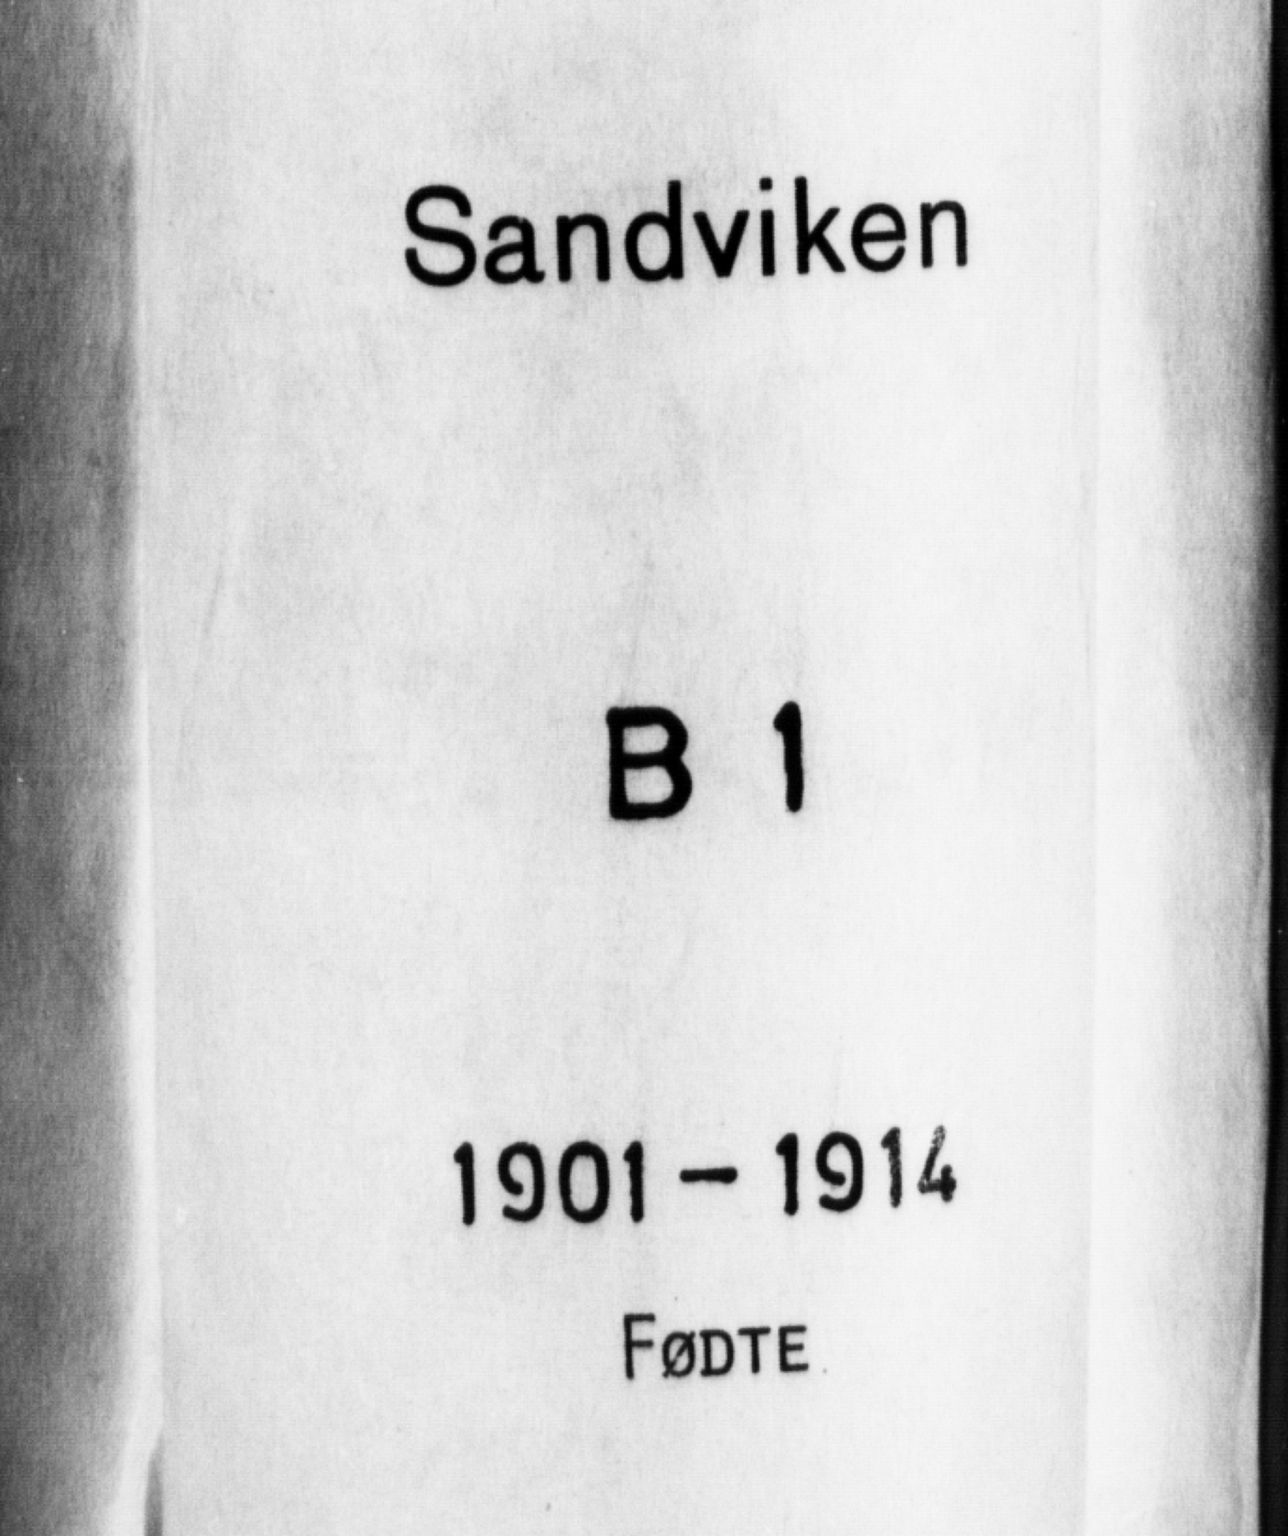 Sandviken
B 1
1901 – 1914
FØDTE